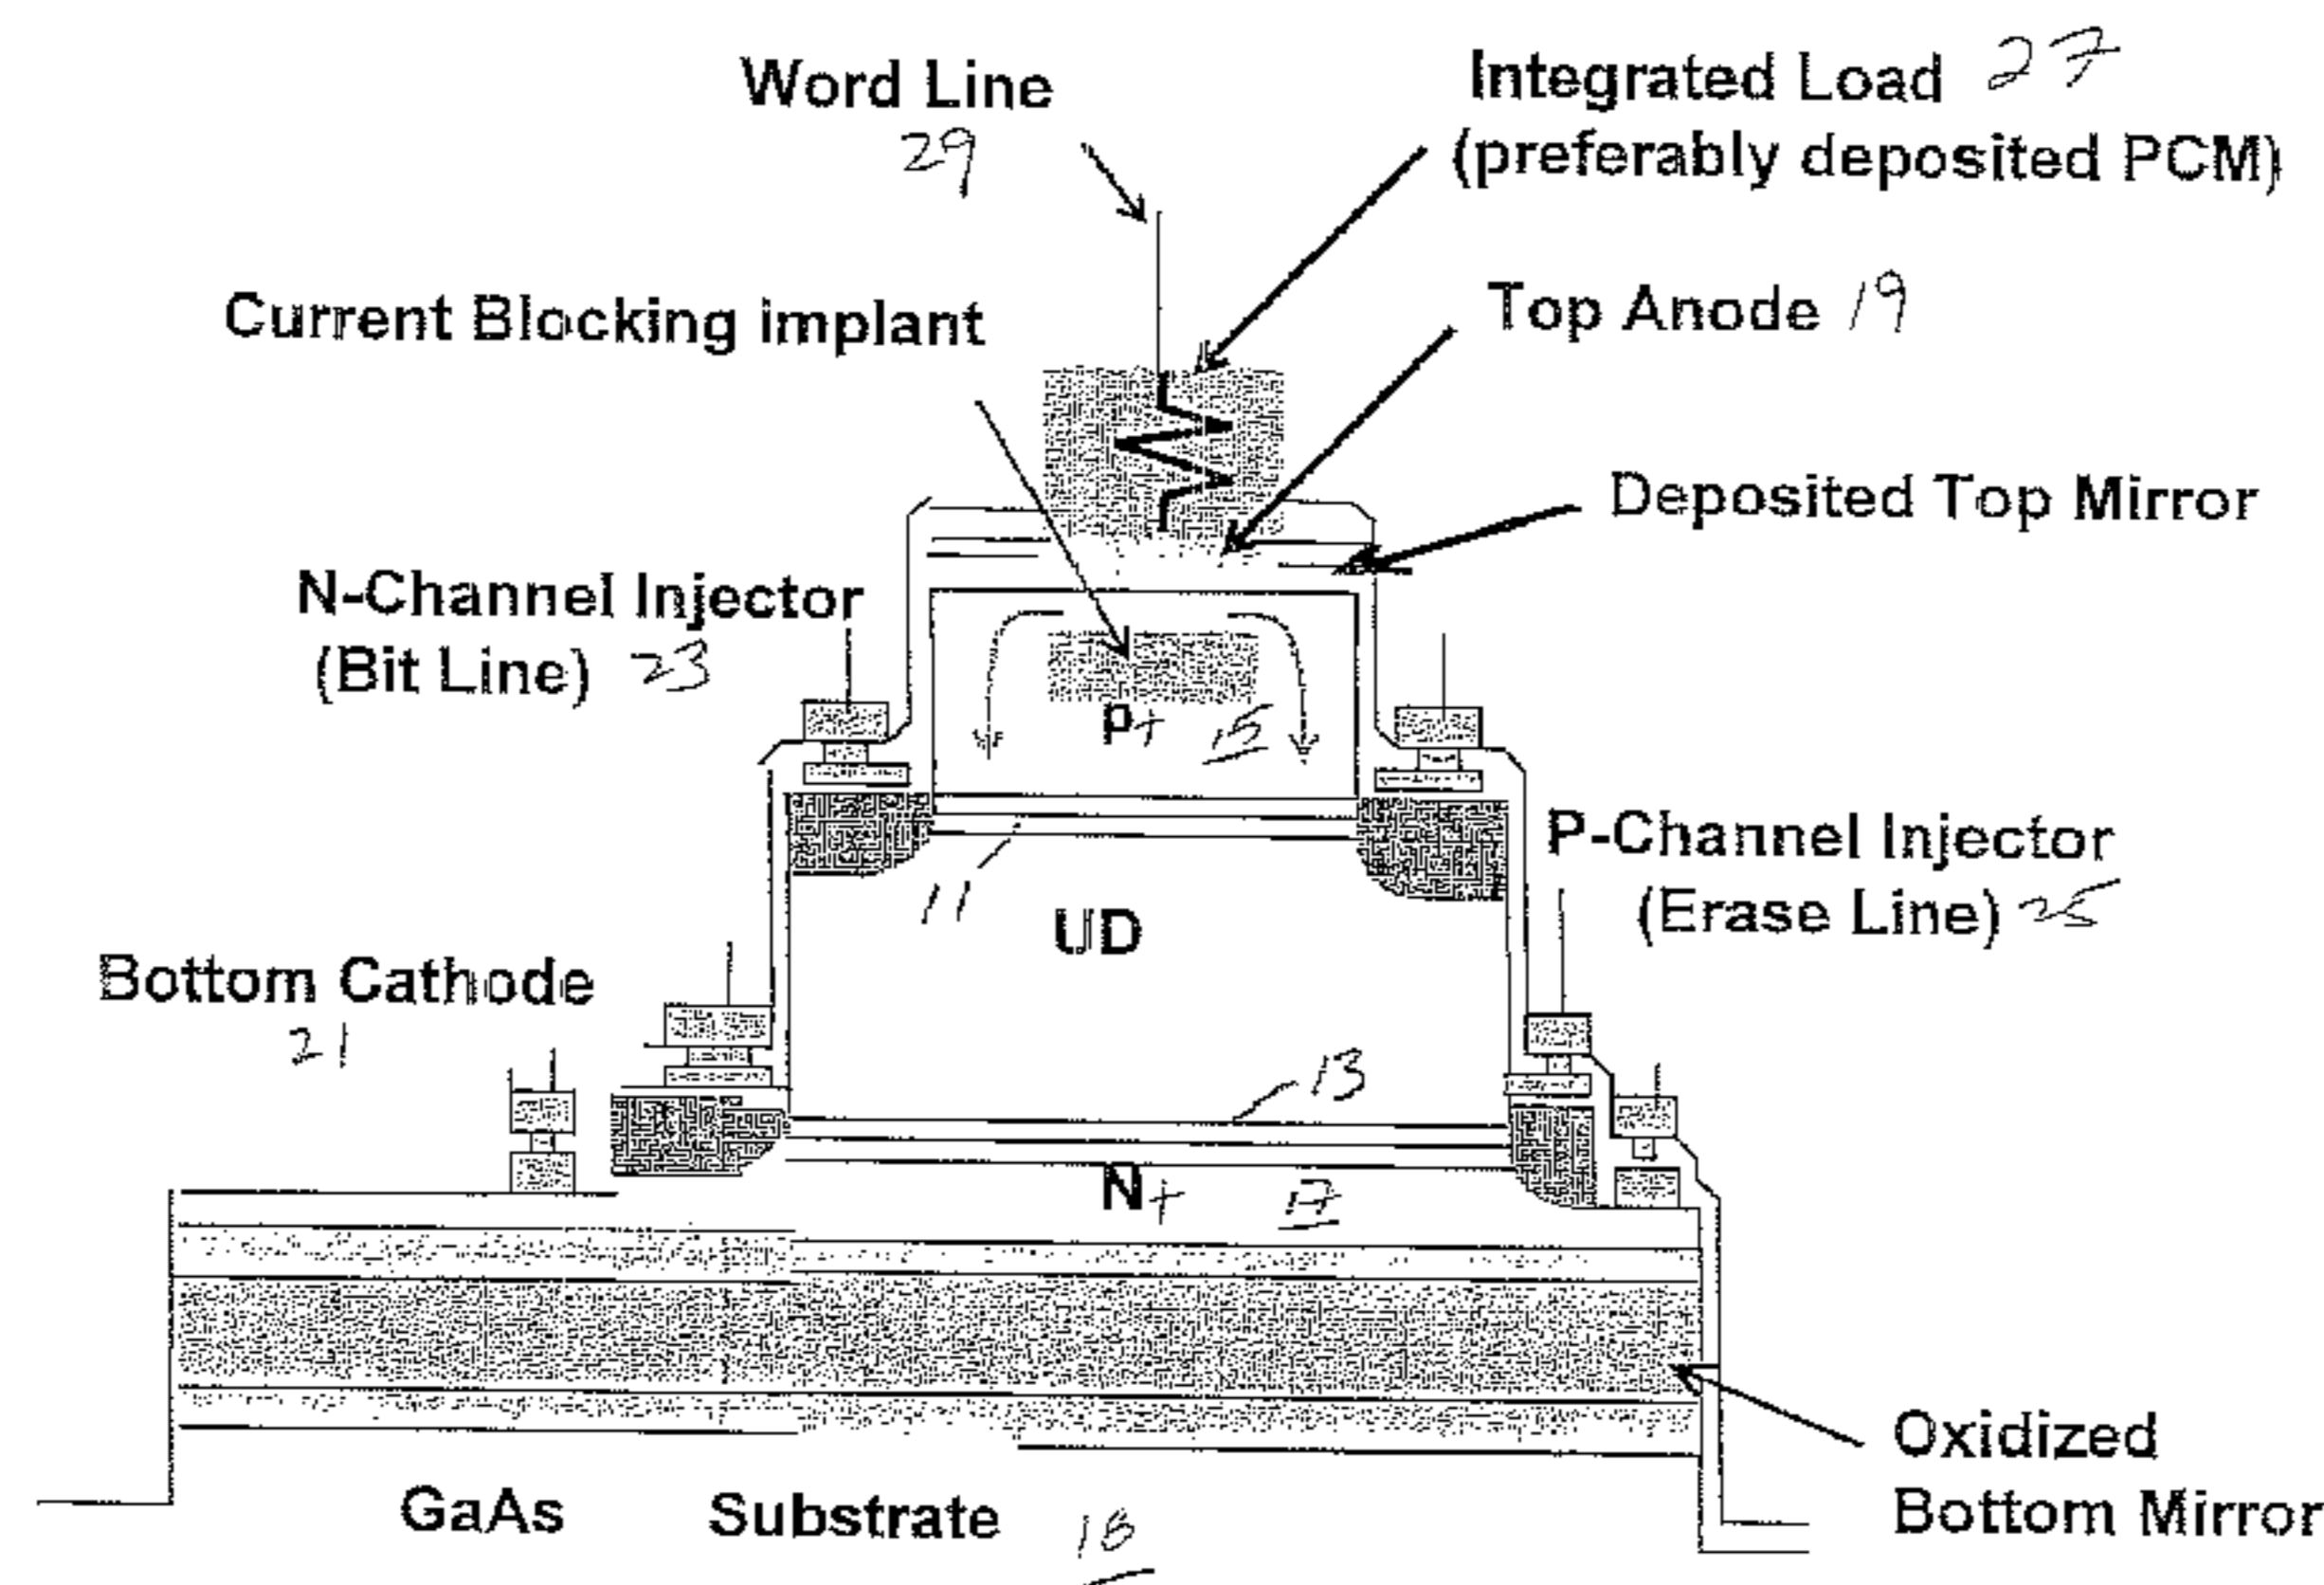 Word Line
29
Integrated Load 27
(preferably deposited PCM)
Current Blocking implant
Top Anode 19
Deposited Top Mirror
N-Channel Injector
(Bit Line) 23
P+ 15
11
P-Channel Injector
(Erase Line) 25
UD
Bottom Cathode
21
13
N+ 17
Oxidized
Bottom Mirror
GaAs Substrate 18